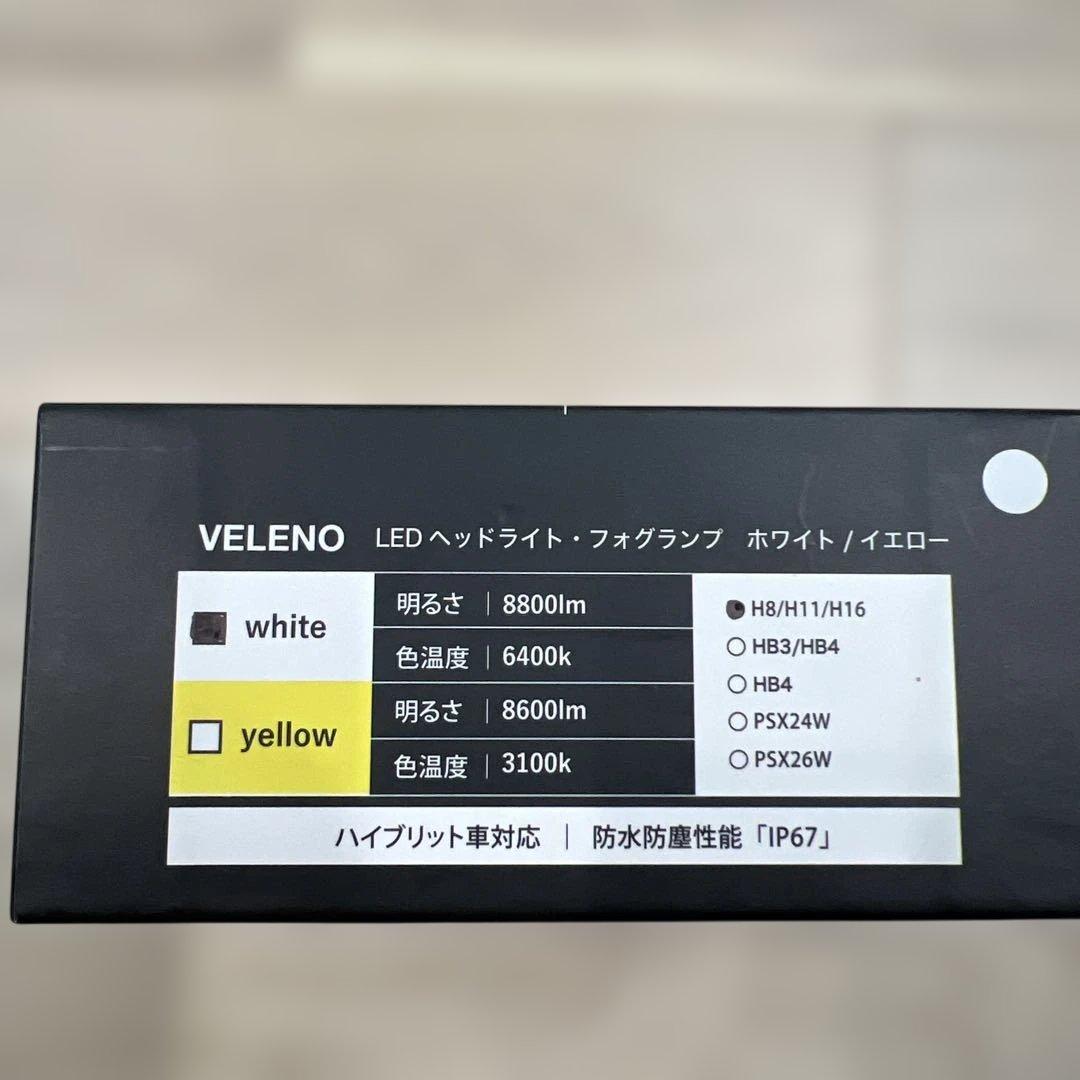 VELENO LED ヘッドライト・フォグランプ ホワイト / イエロー
white
明るさ | 8800lm
色温度 | 6400k
yellow
明るさ | 8600lm
色温度 | 3100k
H8/H11/H16
HB3/HB4
HB4
PSX24W
PSX26W
ハイブリット車対応 | 防水防塵性能「IP67」